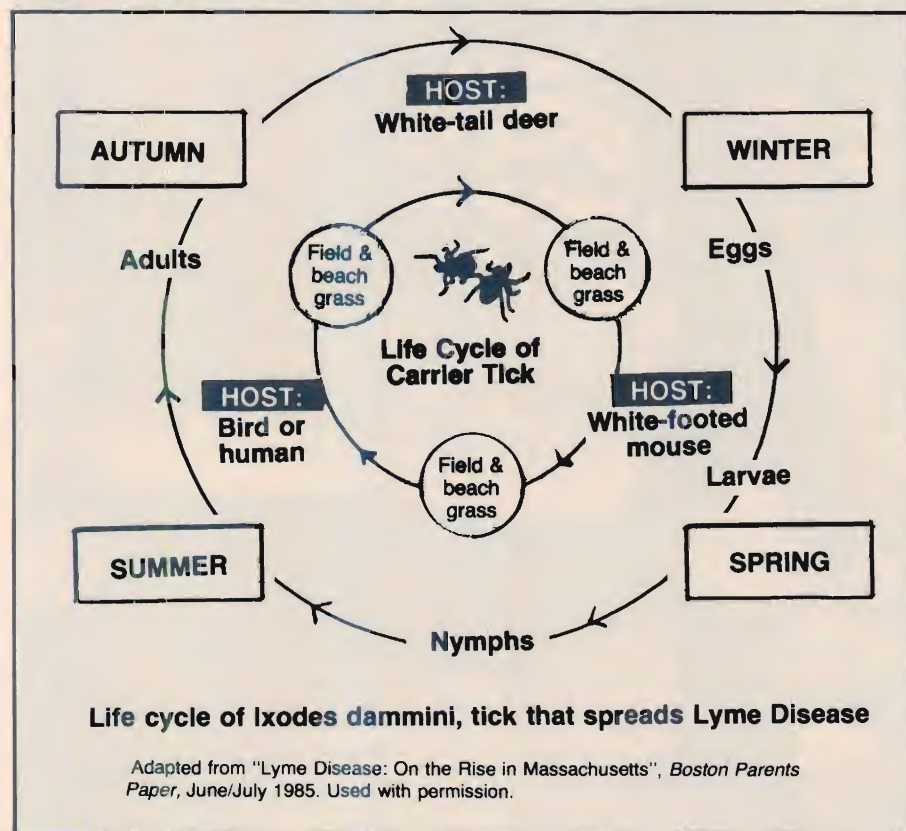 HOST:
White-tail deer
AUTUMN
WINTER
Adults
Eggs
Field &
beach
grass
Field &
beach
grass
Life Cycle of
Carrier Tick
HOST:
Bird or
human
HOST:
White-footed
mouse
Field &
beach
grass
Larvae
SUMMER
SPRING
Nymphs
Life cycle of Ixodes dammini, tick that spreads Lyme Disease
Adapted from "Lyme Disease: On the Rise in Massachusetts", Boston Parents
Paper, June/July 1985. Used with permission.